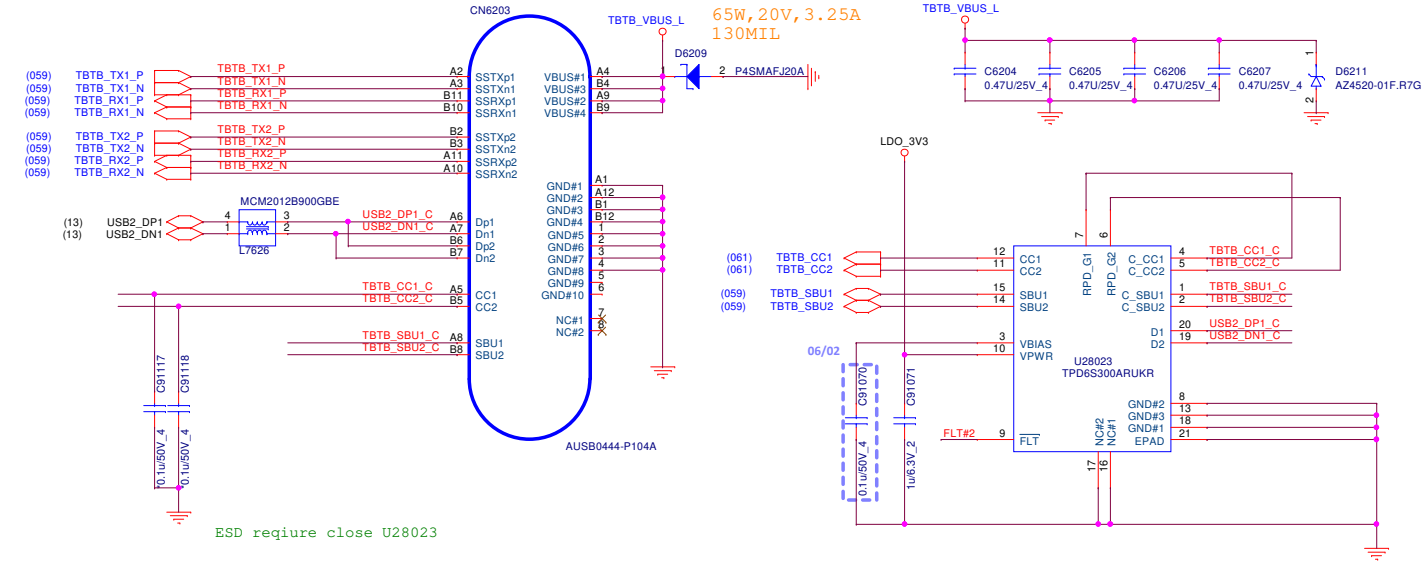 CN6203
TBTB_VBUS_L
65W,20V,3.25A
130MIL
D6209
1
2
P4SMAFJ20A
(059) TBTB_TX1_P TBTB_TX1_P A2 SSTXp1
(059) TBTB_TX1_N TBTB_TX1_N A3 SSTXn1
(059) TBTB_RX1_P TBTB_RX1_P B11 SSRXp1
(059) TBTB_RX1_N TBTB_RX1_N B10 SSRXn1
(059) TBTB_TX2_P TBTB_TX2_P B2 SSTXp2
(059) TBTB_TX2_N TBTB_TX2_N B3 SSTXn2
(059) TBTB_RX2_P TBTB_RX2_P A11 SSRXp2
(059) TBTB_RX2_N TBTB_RX2_N A10 SSRXn2
MCM2012B900GBE
(13) USB2_DP1 4 3 USB2_DP1_C A6 Dp1
(13) USB2_DN1 1 2 USB2_DN1_C A7 Dn1
B6 Dp2
B7 Dn2
L7626
TBTB_CC1_C A5 CC1
TBTB_CC2_C B5 CC2
TBTB_SBU1_C A8 SBU1
TBTB_SBU2_C B8 SBU2
VBUS#1 A4
VBUS#3 B4
VBUS#2 A9
VBUS#4 B9
GND#1 A1
GND#2 A12
GND#3 B1
GND#4 B12
GND#5 1
GND#6 2
GND#7 3
GND#8 4
GND#9 5
GND#10 6
NC#1 7
NC#2 8
AUSB0444-P104A
C91117
C91118
*0.1u/50V_4
*0.1u/50V_4
ESD reqiure close U28023
TBTB_VBUS_L
C6204
0.47U/25V_4
C6205
0.47U/25V_4
C6206
0.47U/25V_4
C6207
0.47U/25V_4
1
D6211
AZ4520-01F.R7G
2
LDO_3V3
7
6
RPD_G1
RPD_G2
(061) TBTB_CC1 12 CC1
(061) TBTB_CC2 11 CC2
(059) TBTB_SBU1 15 SBU1
(059) TBTB_SBU2 14 SBU2
3 VBIAS
10 VPWR
C_CC1 4 TBTB_CC1_C
C_CC2 5 TBTB_CC2_C
C_SBU1 1 TBTB_SBU1_C
C_SBU2 2 TBTB_SBU2_C
D1 20 USB2_DP1_C
D2 19 USB2_DN1_C
U28023
TPD6S300ARUKR
GND#2 8
GND#3 13
GND#1 18
EPAD 21
06/02
C91070
0.1u/50V_4
C91071
1u/6.3V_2
FLT#2 9 FLT
NC#2
NC#1
17
16